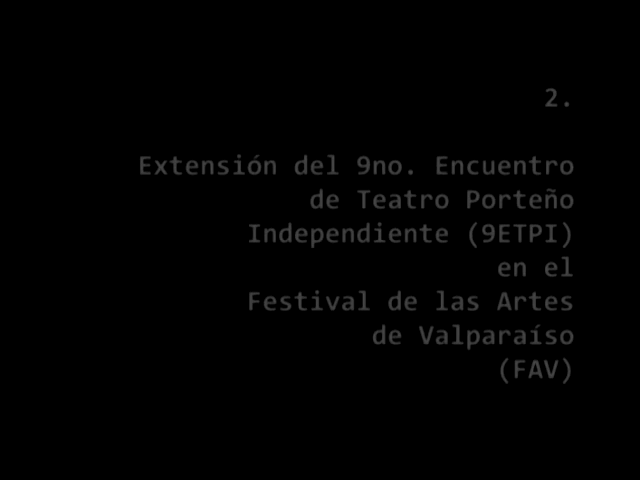 2.
Extensión del 9no. Encuentro
de Teatro Porteño
Independiente (9ETPI)
en el
Festival de las Artes
de Valparaíso
(FAV)